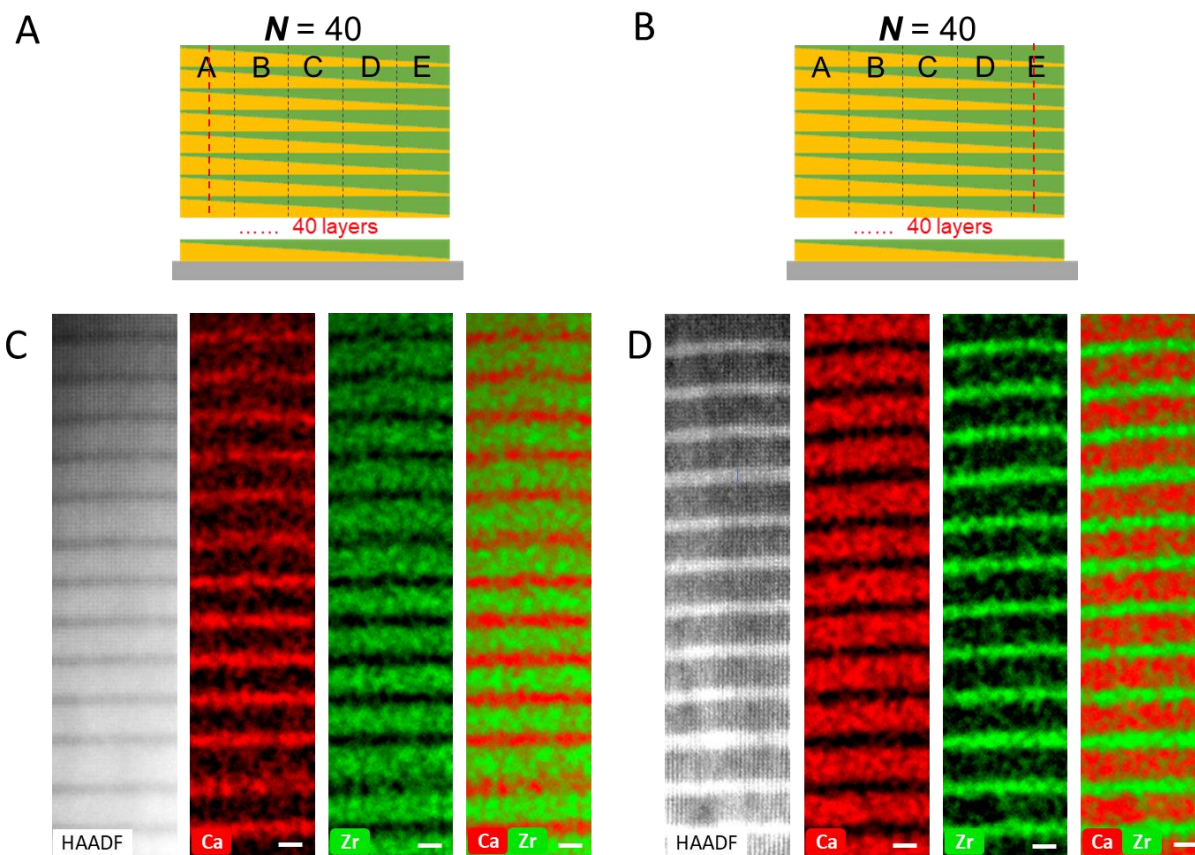 A
N = 40
A B C D E
...... 40 layers
B
N = 40
A B C D E
...... 40 layers
C
HAADF
Ca
Zr
Ca Zr
D
HAADF
Ca
Zr
Ca Zr